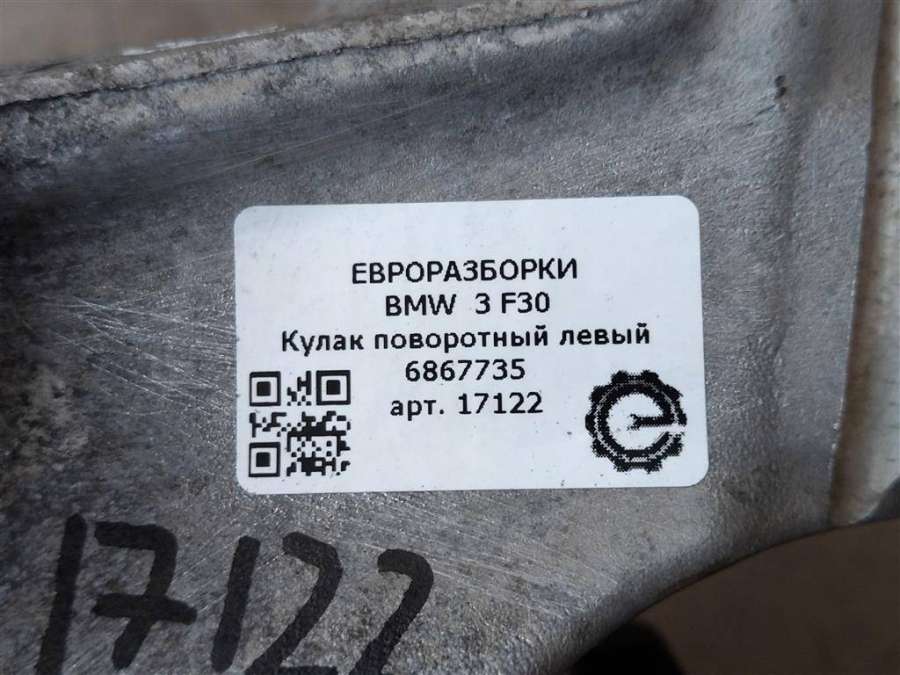 ЕВРОРАЗБОРКИ
BMW 3 F30
Кулак поворотный левый
6867735
арт. 17122
17122